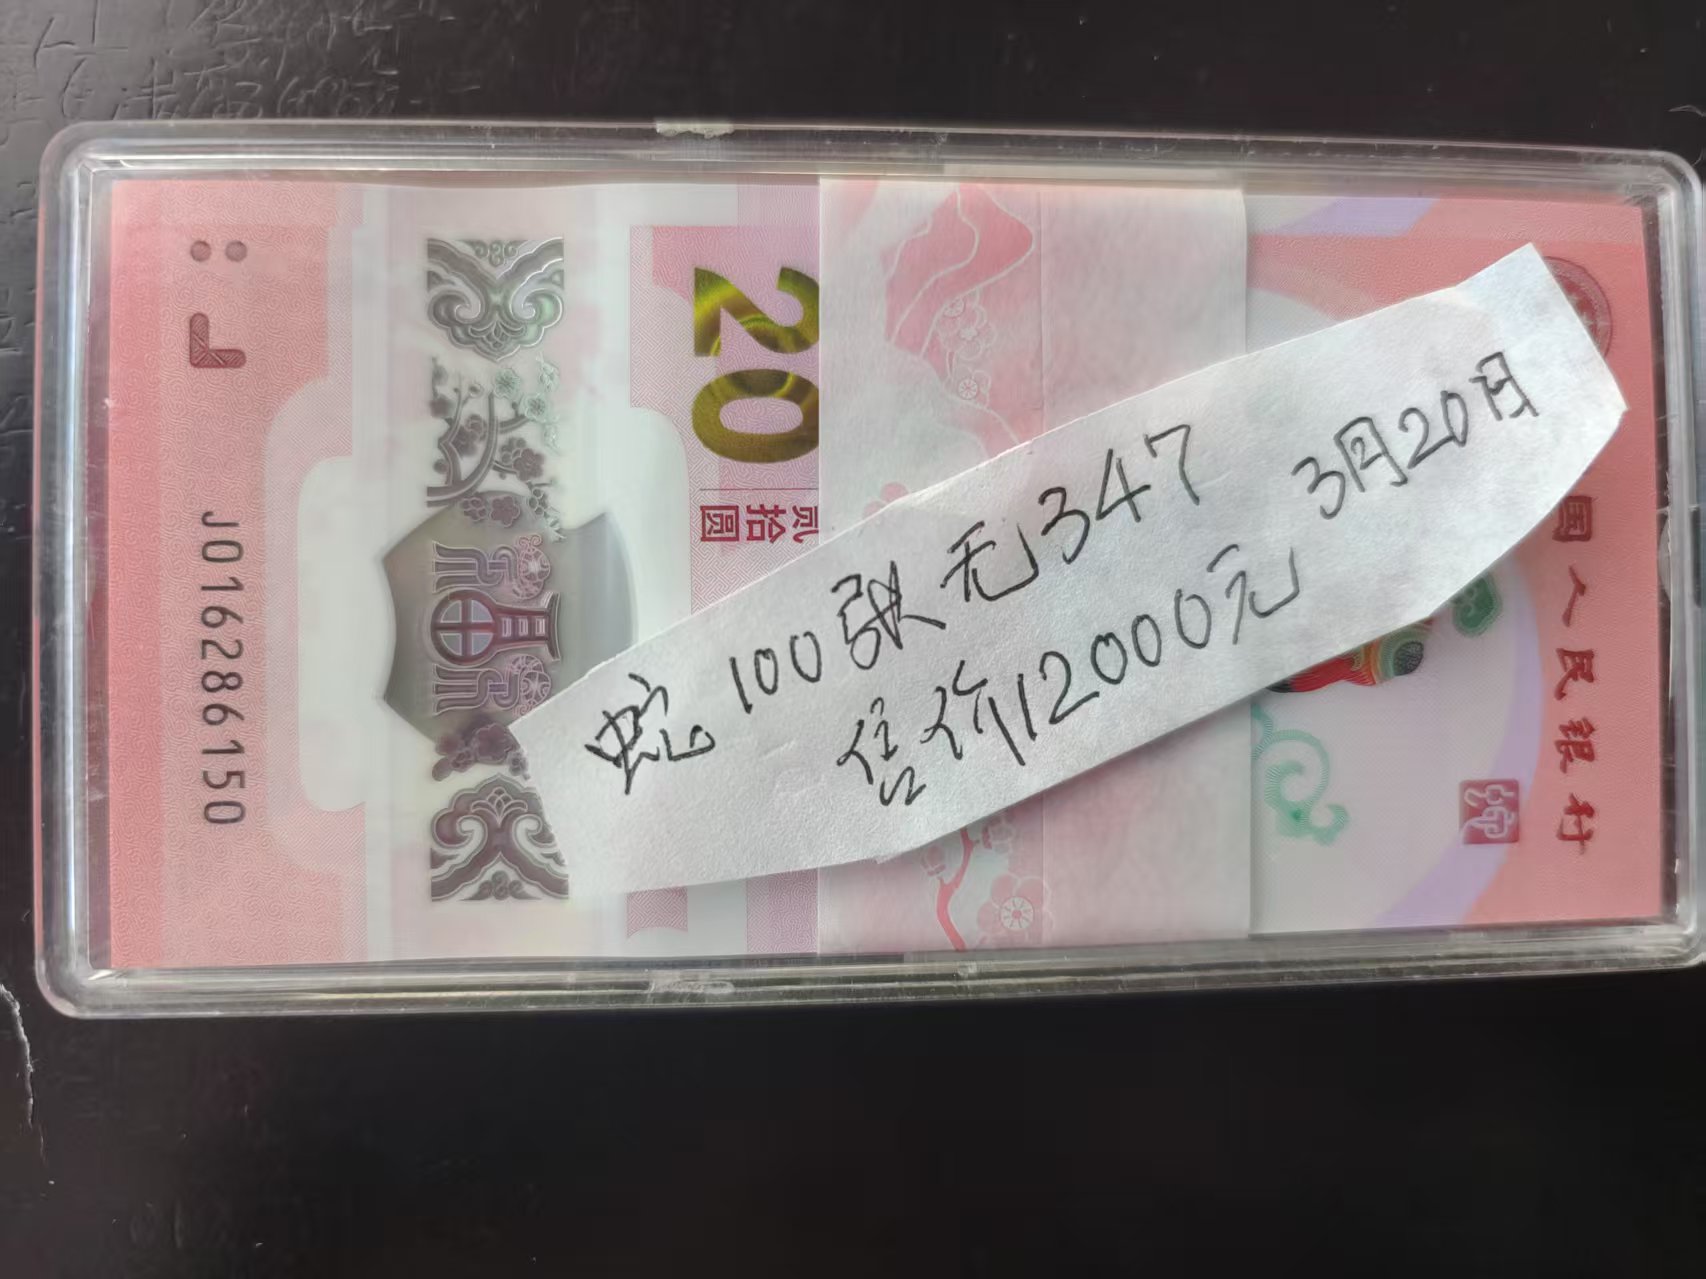 J016286150
20
贰拾圆
国人民银行
蛇100张无347
估价12000元 3月20日